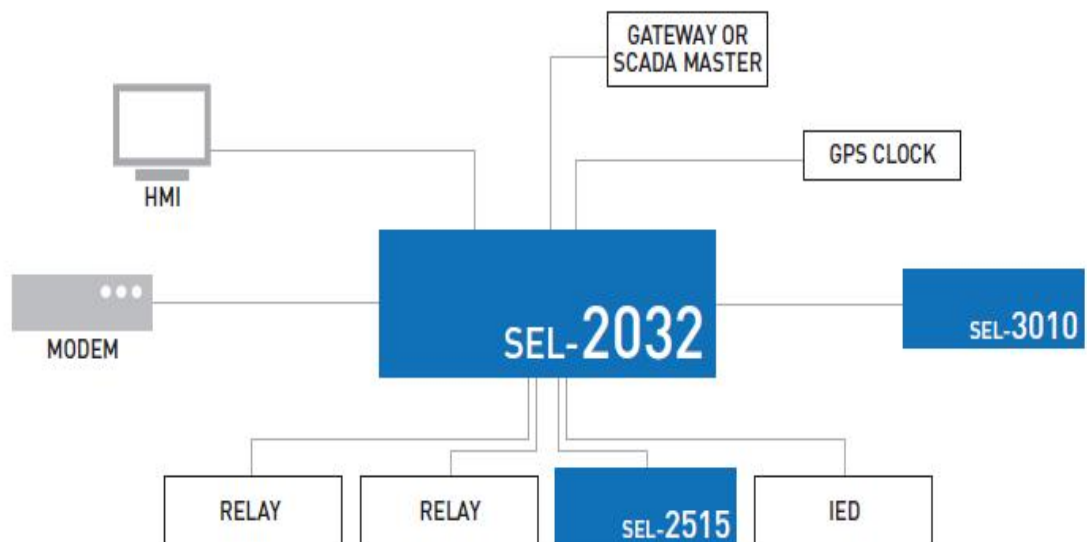 GATEWAY OR
SCADA MASTER
GPS CLOCK
HMI
MODEM
SEL-2032
SEL-3010
RELAY
RELAY
SEL-2515
IED